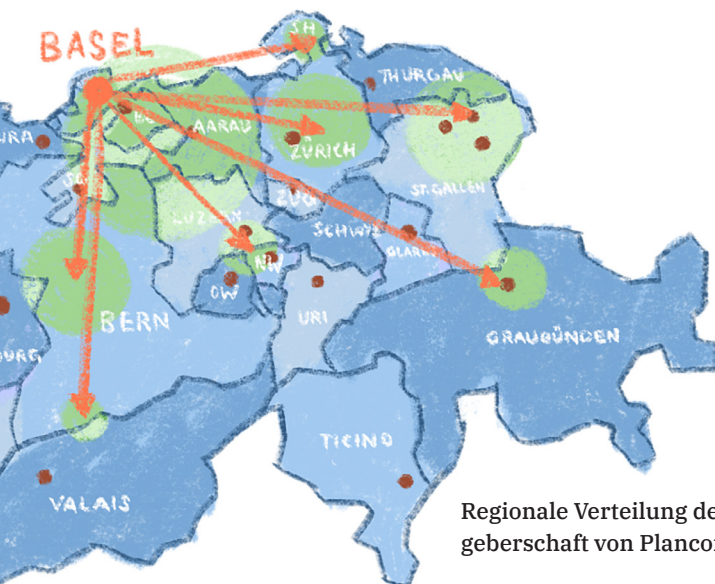 SH
BASEL
THURGAU
AARAU
URA
ZÜRICH
ST.GALLEN
ZUG
LUZERN
SCHWYZ
GLARUS
NW
OW
URI
BERN
GRAUBÜNDEN
BURG
TICINO
VALAIS
Regionale Verteilung de
geberschaft von Planco